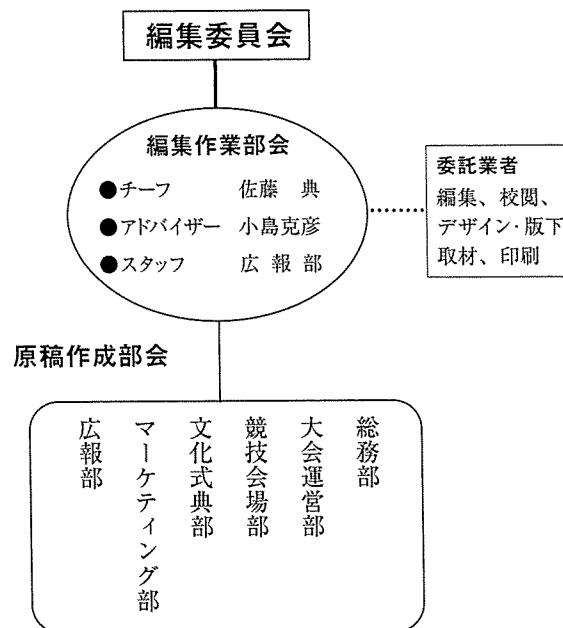 編集委員会
編集作業部会
●チーフ 佐藤 典
●アドバイザー 小島克彦
●スタッフ 広報部
委託業者
編集、校閲、
デザイン・版下
取材、印刷
原稿作成部会
総務部
大会運営部
競技会場部
文化式典部
マーケティング部
広報部